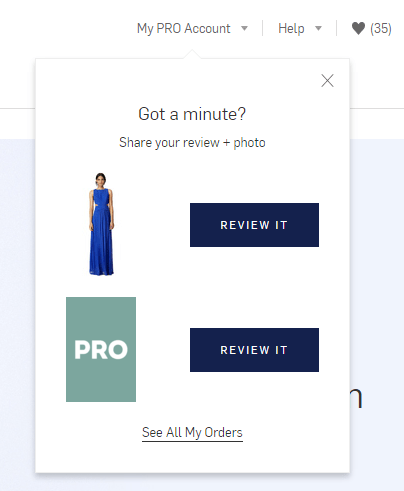 My PRO Account Help (35)
Got a minute?
Share your review + photo
REVIEW IT
PRO
REVIEW IT
See All My Orders